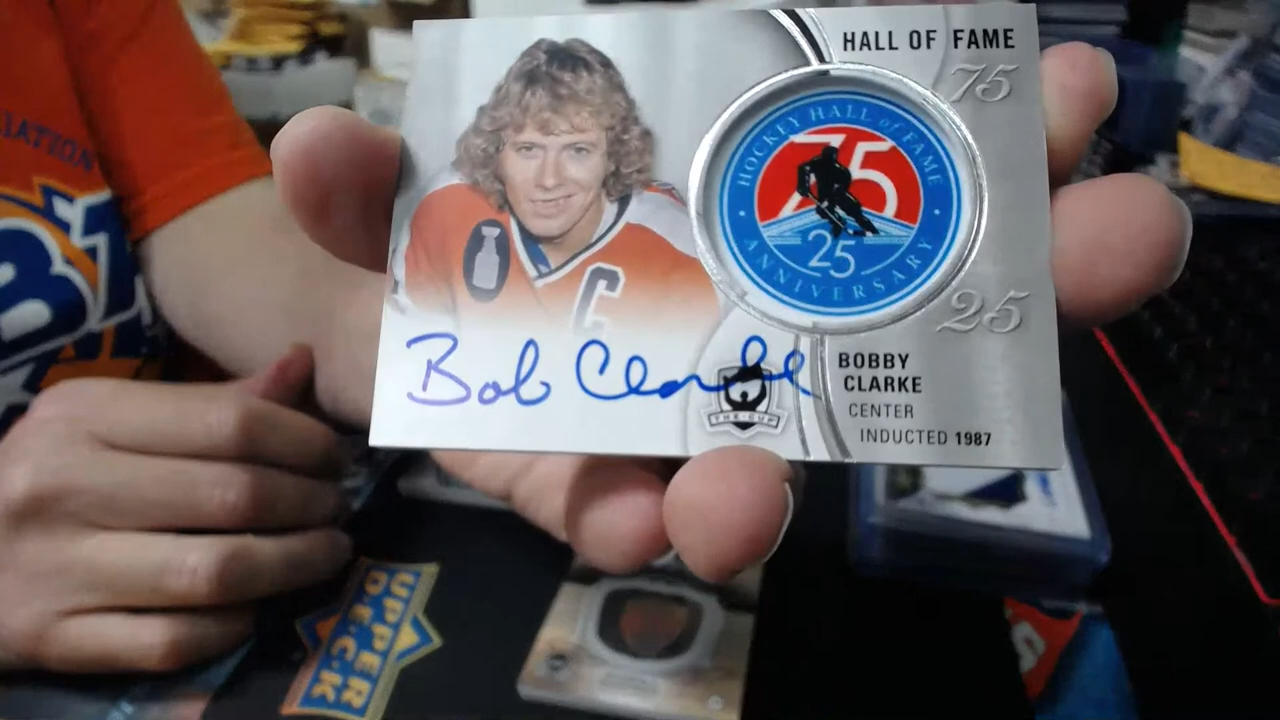 HALL OF FAME
75
HOCKEY HALL of FAME
75
25
ANNIVERSARY
25
C
Bob Clarke
THE CUP
BOBBY
CLARKE
CENTER
INDUCTED 1987
IATION
UPPER
DECK